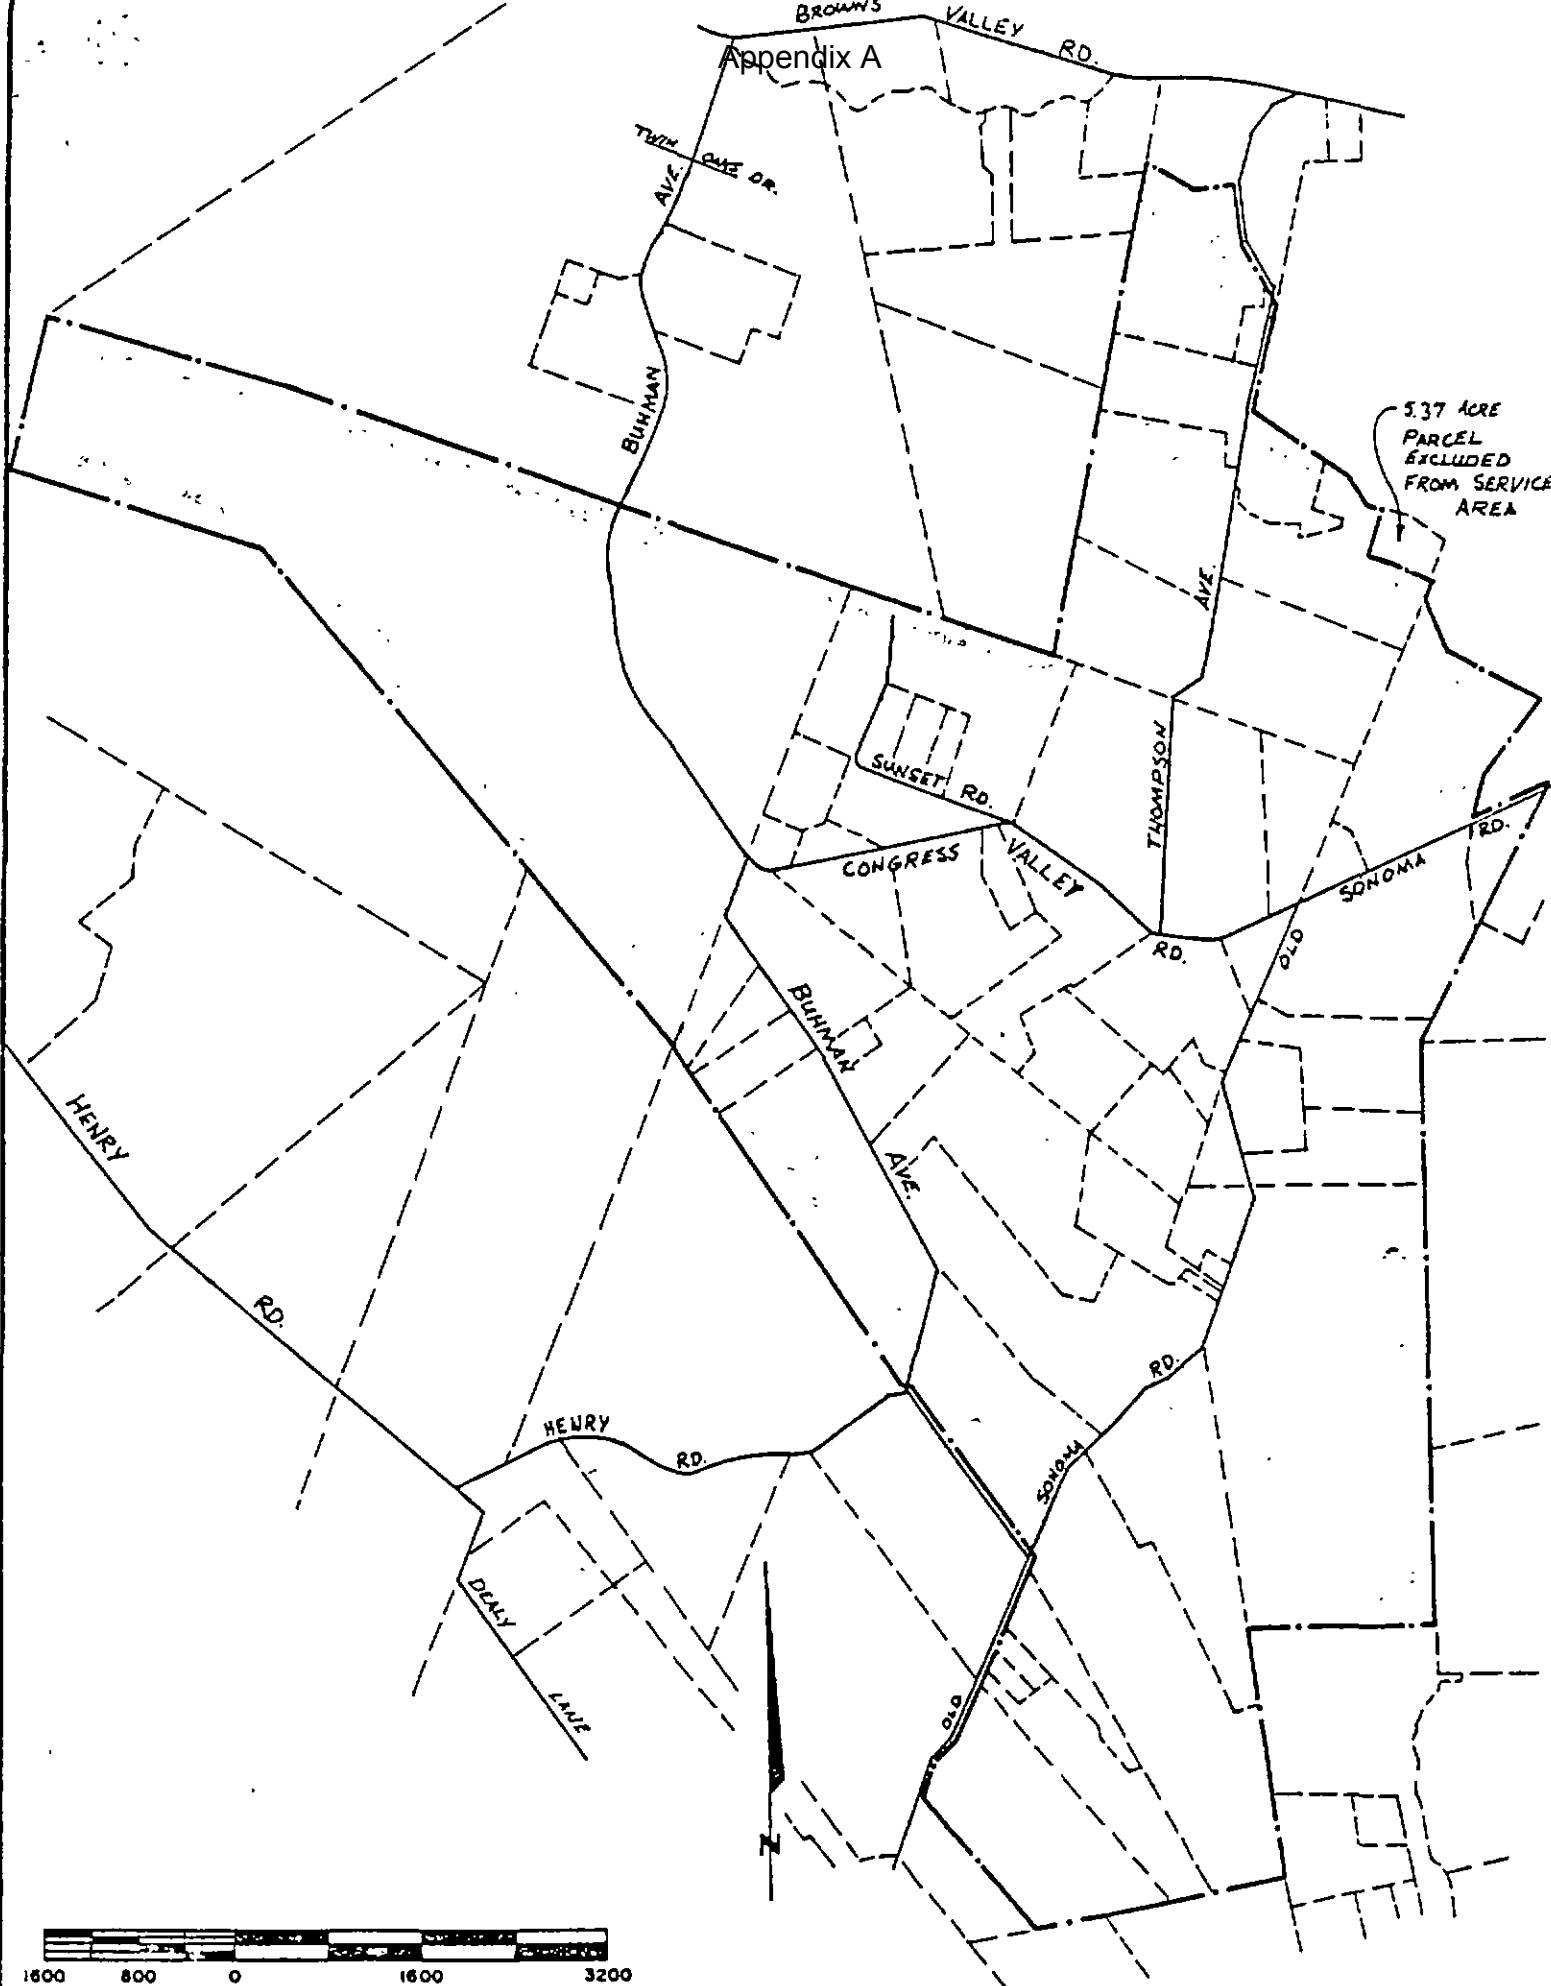 BROWNS VALLEY RD.
Appendix A
TWIN OAKS DR.
BUHMAN AVE.
5.37 ACRE
PARCEL
EXCLUDED
FROM SERVICE
AREA
THOMPSON AVE.
SUNSET RD.
CONGRESS VALLEY RD.
OLD SONOMA RD.
BUHMAN AVE.
HENRY RD.
HENRY RD.
OLD SONOMA RD.
DEALY LANE
N
1600 800 0 1600 3200